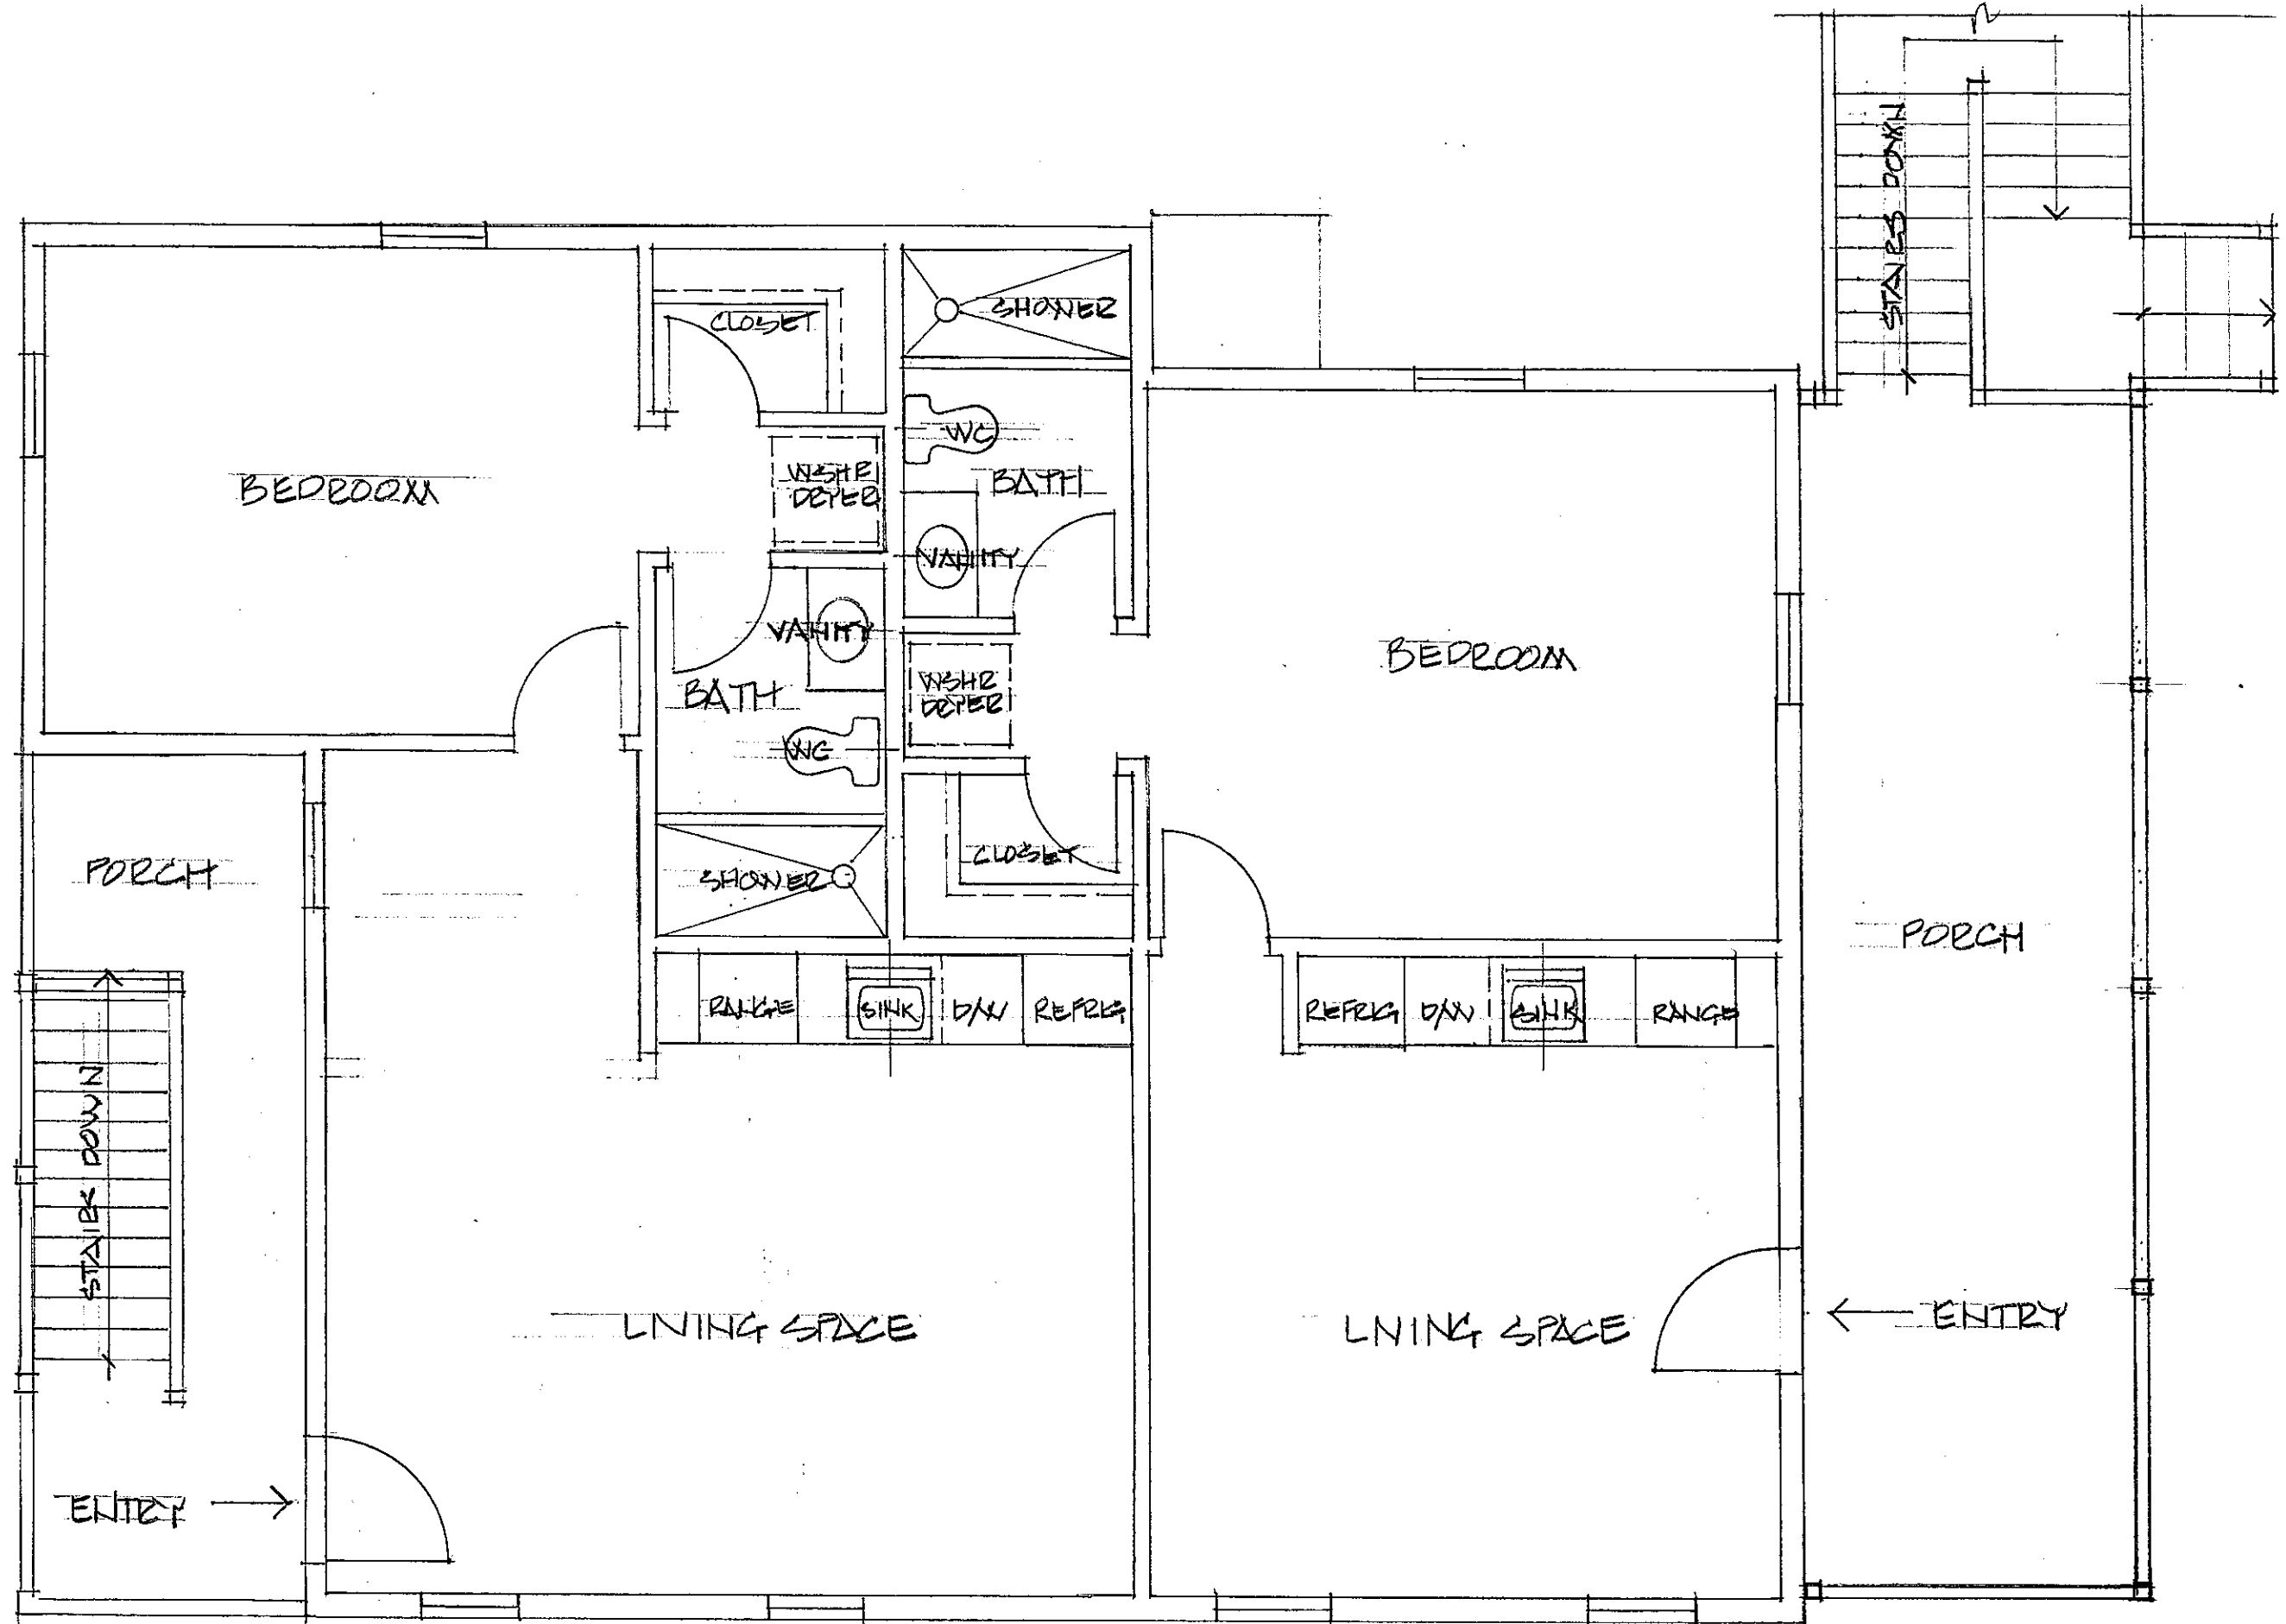 STAIRS DOWN
SHOWER
CLOSET
WC
WSHR
DRYER
BATH
BEDROOM
VANITY
VANITY
BEDROOM
WSHR
DRYER
BATH
WC
CLOSET
PORCH
SHOWER
PORCH
RANGE
SINK
D/W
REFRIG
REFRIG
D/W
SINK
RANGE
STAIRS DOWN
LIVING SPACE
LIVING SPACE
ENTRY
ENTRY